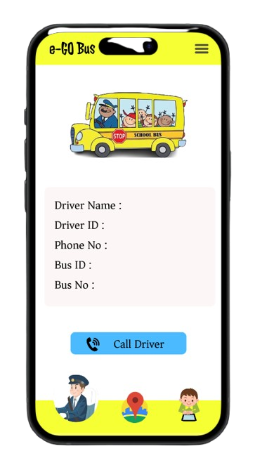 e-GO Bus
STOP
SCHOOL BUS
Driver Name :
Driver ID :
Phone No :
Bus ID :
Bus No :
Call Driver